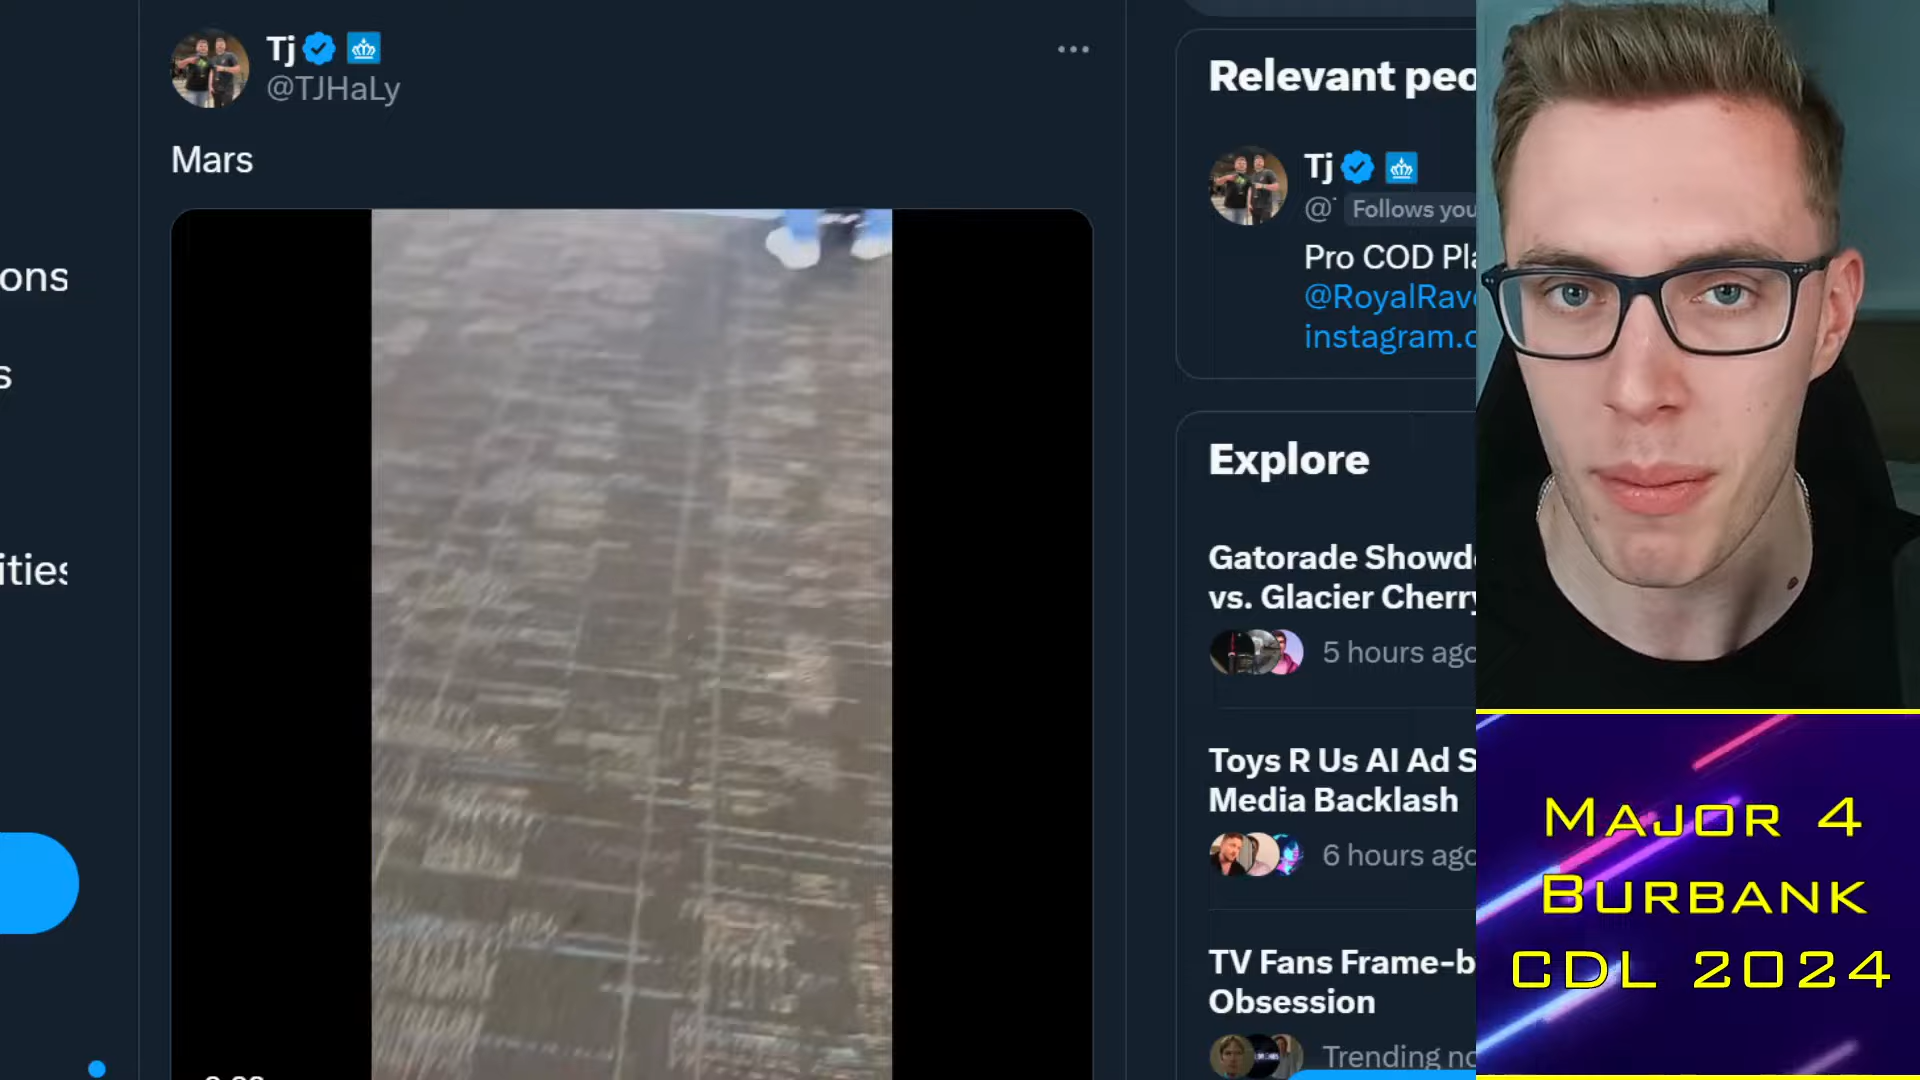 Tj
@TJHaLy
Mars
ons
s
ities
Relevant peo
Tj
@
Follows you
Pro COD Pla
@RoyalRav
instagram.c
Explore
Gatorade Showd
vs. Glacier Cherry
5 hours ago
Toys R Us AI Ad S
Media Backlash
6 hours ago
TV Fans Frame-b
Obsession
Trending no
MAJOR 4
BURBANK
CDL 2024